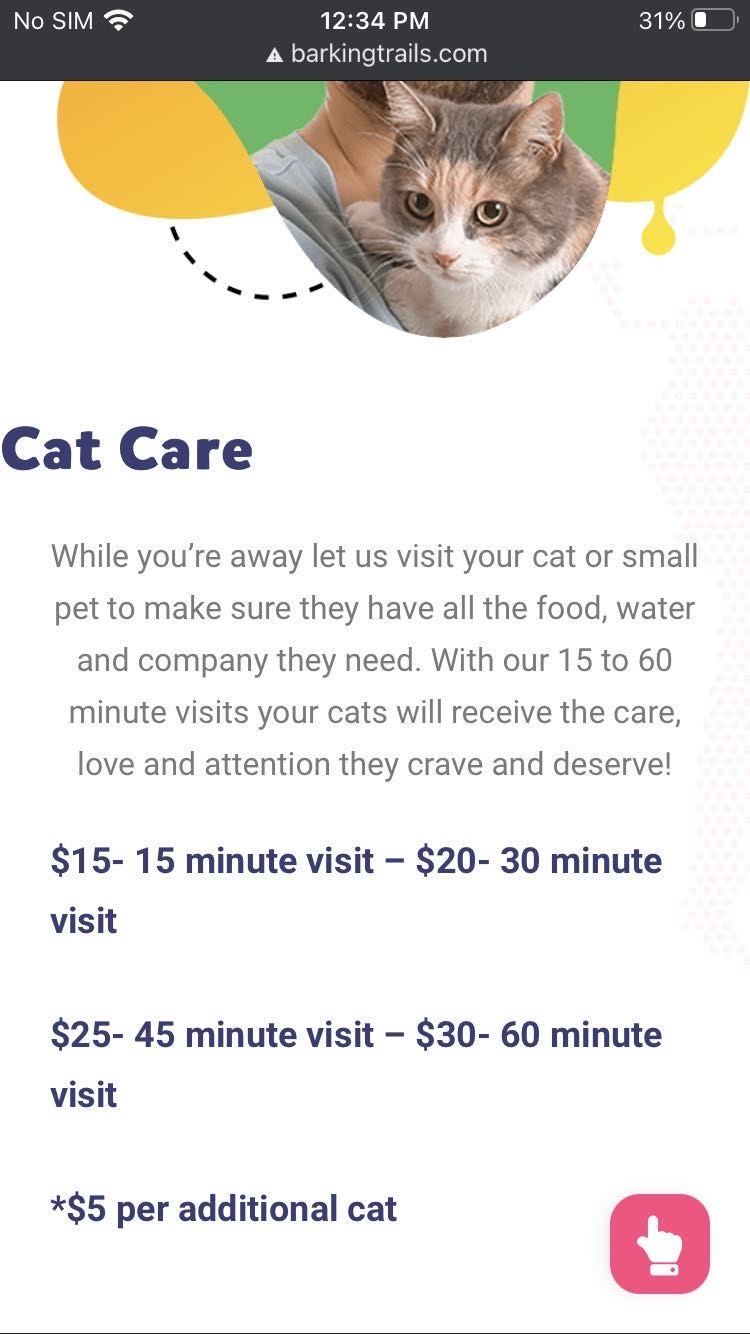 No SIM 12:34 PM 31%
barkingtrails.com
Cat Care
While you’re away let us visit your cat or small
pet to make sure they have all the food, water
and company they need. With our 15 to 60
minute visits your cats will receive the care,
love and attention they crave and deserve!
$15- 15 minute visit – $20- 30 minute
visit
$25- 45 minute visit – $30- 60 minute
visit
*$5 per additional cat